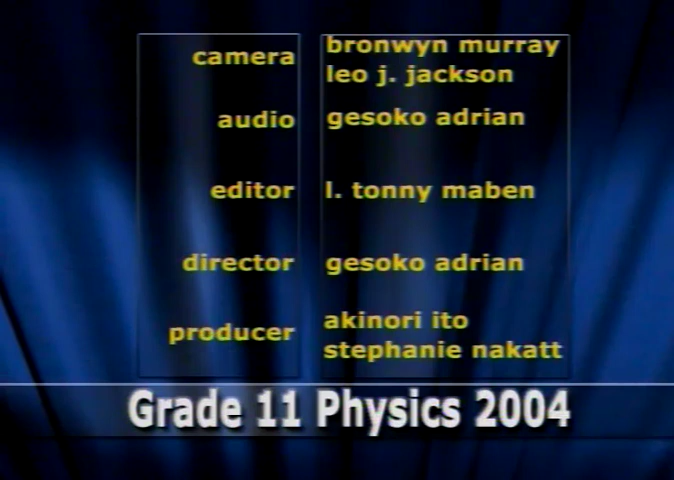 camera bronwyn murray
leo j. jackson
audio gesoko adrian
editor l. tonny maben
director gesoko adrian
producer akinori ito
stephanie nakatt
Grade 11 Physics 2004